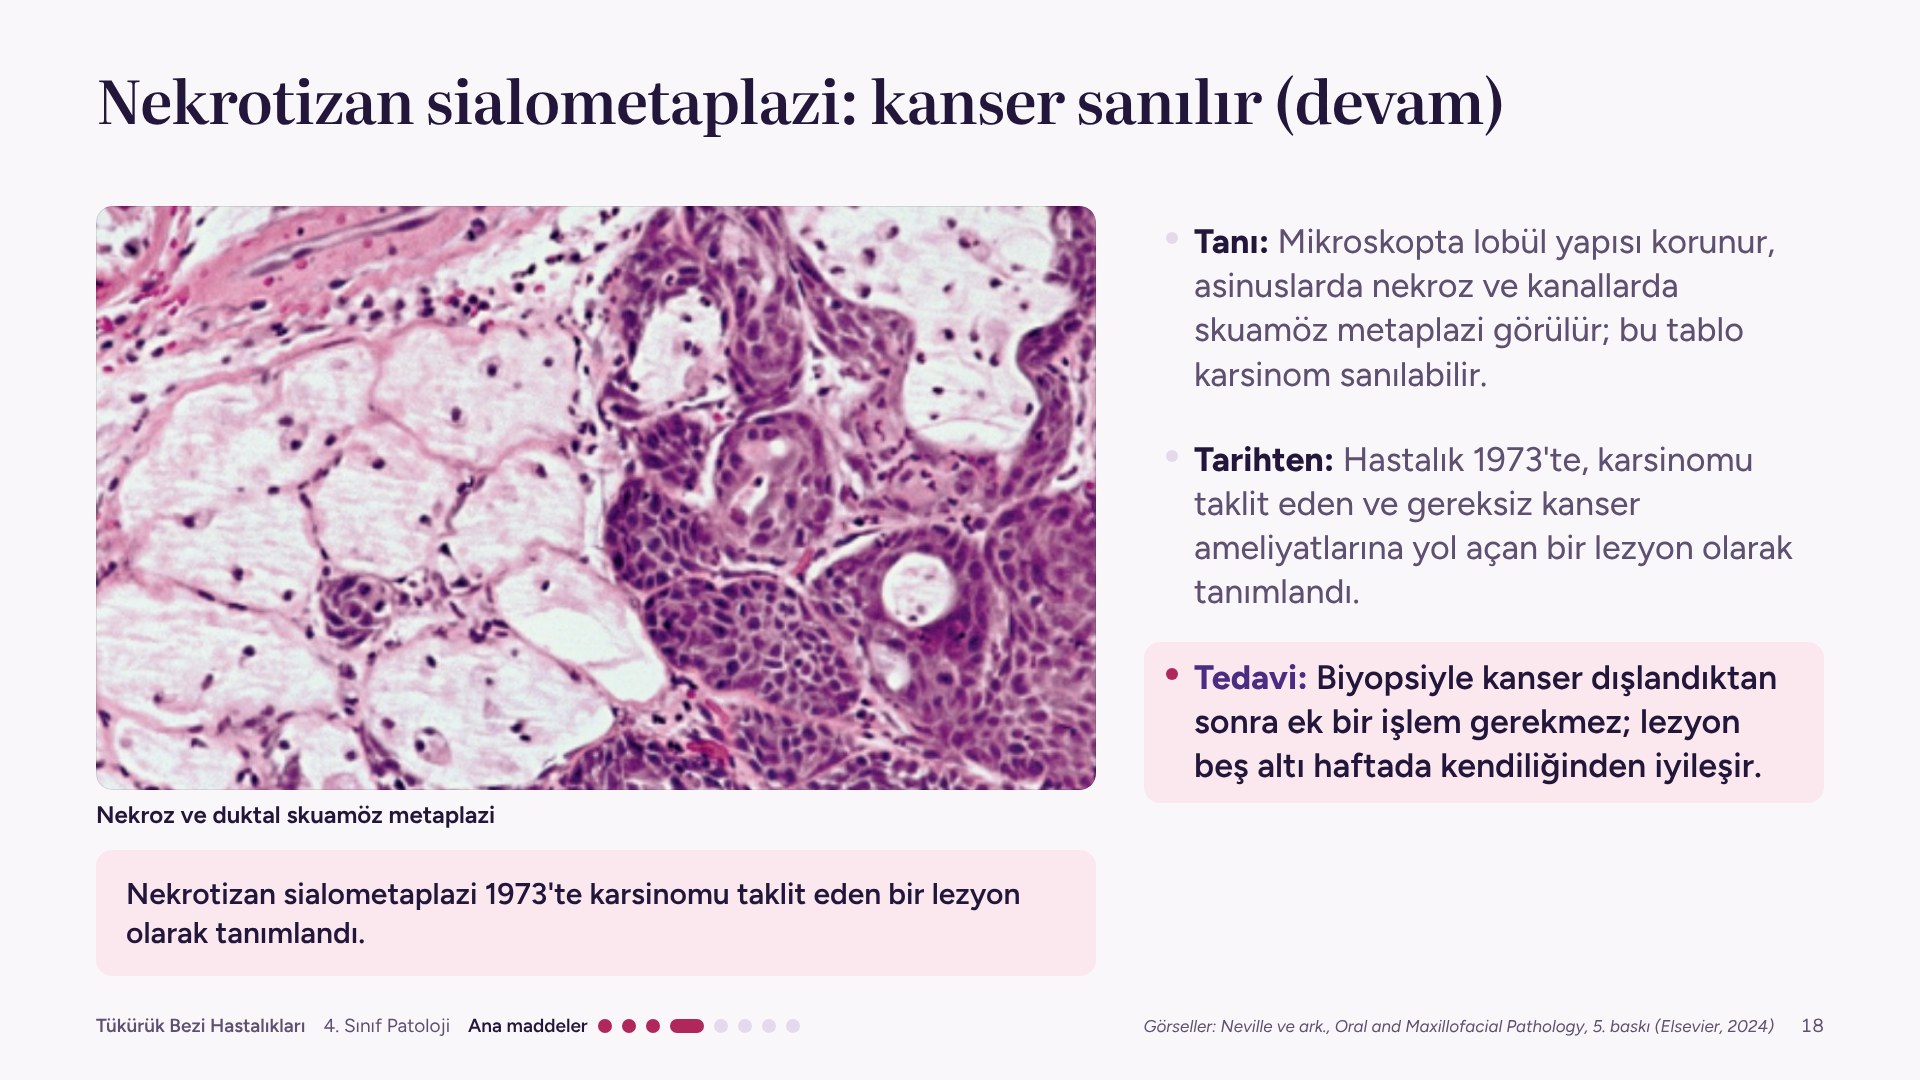 Nekrotizan sialometaplazi: kanser sanılır (devam)
Nekroz ve duktal skuamöz metaplazi
Nekrotizan sialometaplazi 1973'te karsinomu taklit eden bir lezyon
olarak tanımlandı.
Tanı: Mikroskopta lobül yapısı korunur,
asinuslarda nekroz ve kanallarda
skuamöz metaplazi görülür; bu tablo
karsinom sanılabilir.
Tarihten: Hastalık 1973'te, karsinomu
taklit eden ve gereksiz kanser
ameliyatlarına yol açan bir lezyon olarak
tanımlandı.
Tedavi: Biyopsiyle kanser dışlandıktan
sonra ek bir işlem gerekmez; lezyon
beş altı haftada kendiliğinden iyileşir.
Tükürük Bezi Hastalıkları 4. Sınıf Patoloji Ana maddeler
Görseller: Neville ve ark., Oral and Maxillofacial Pathology, 5. baskı (Elsevier, 2024) 18